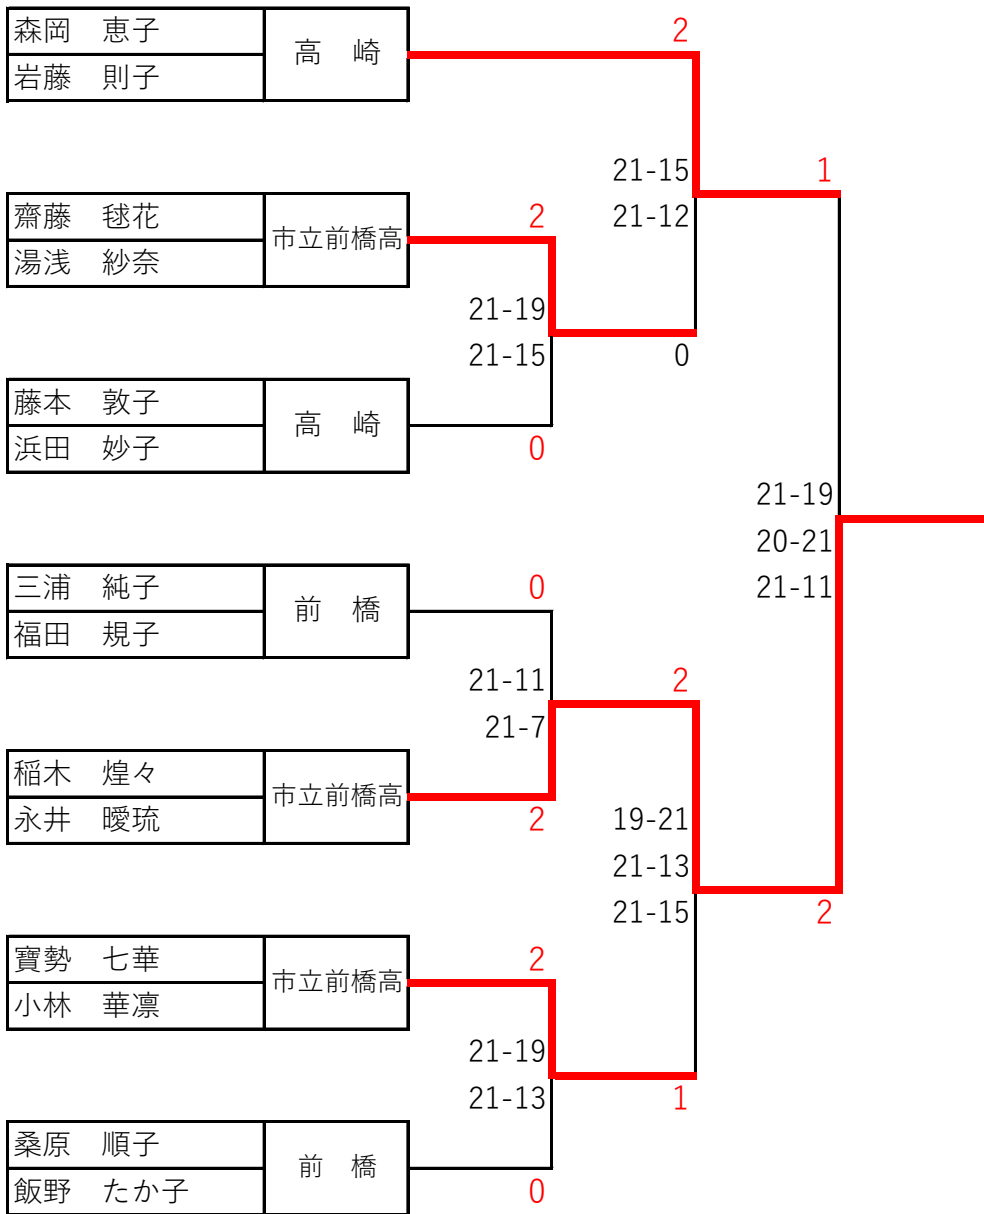 森岡　恵子
岩藤　則子
高　崎
2
21-15
21-12
1
齋藤　毬花
湯浅　紗奈
市立前橋高
2
21-19
21-15
0
藤本　敦子
浜田　妙子
高　崎
0
21-19
20-21
21-11
三浦　純子
福田　規子
前　橋
0
21-11
21-7
2
稲木　煌々
永井　曖琉
市立前橋高
2
19-21
21-13
21-15
2
寶勢　七華
小林　華凛
市立前橋高
2
21-19
21-13
1
桑原　順子
飯野　たか子
前　橋
0